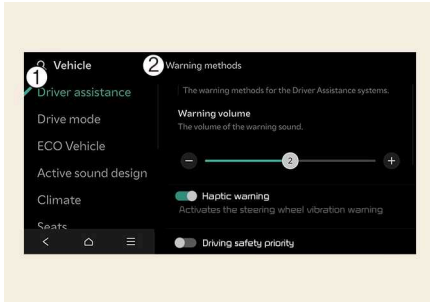 Vehicle
1
Driver assistance
Drive mode
ECO Vehicle
Active sound design
Climate
Seats
2
Warning methods
The warning methods for the Driver Assistance systems.
Warning volume
The volume of the warning sound.
2
Haptic warning
Activates the steering wheel vibration warning
Driving safety priority